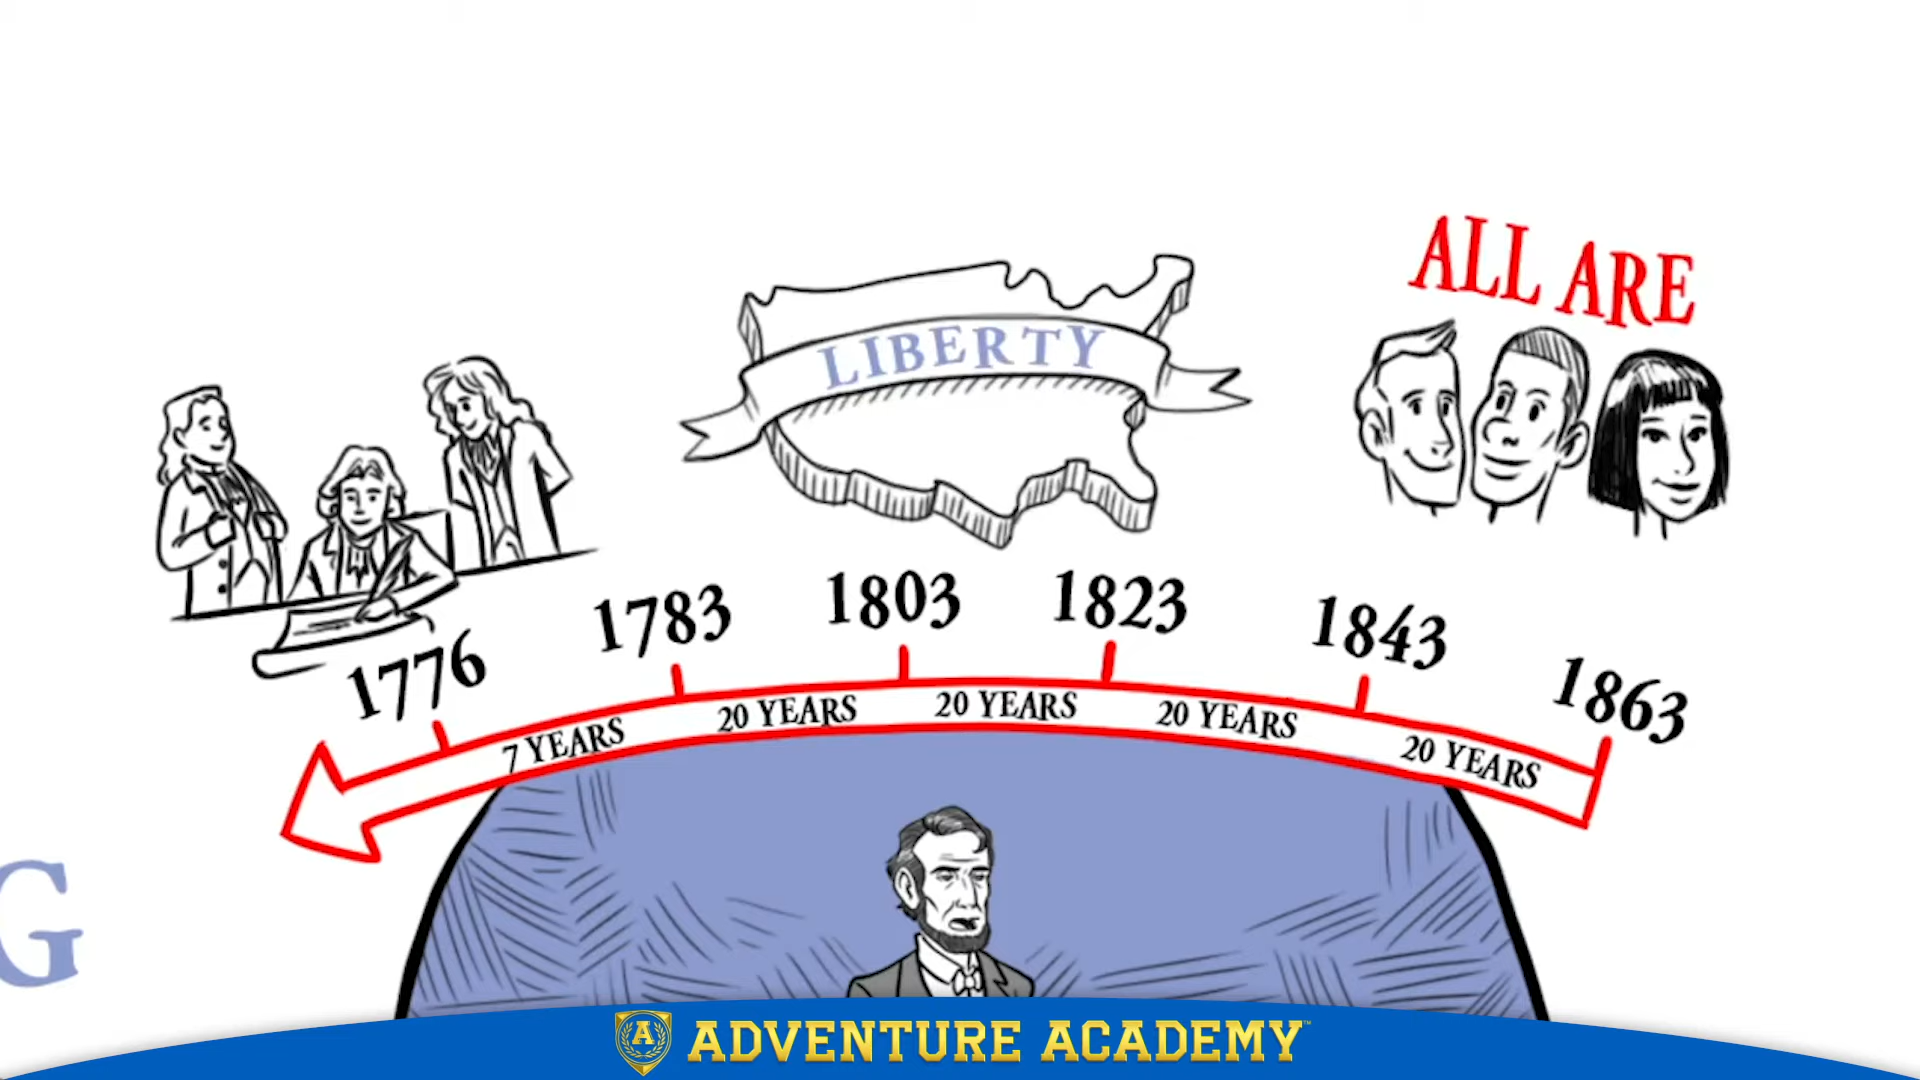 ALL ARE
LIBERTY
1776
1783
1803
1823
1843
1863
7 YEARS
20 YEARS
20 YEARS
20 YEARS
20 YEARS
G
A
ADVENTURE ACADEMY™